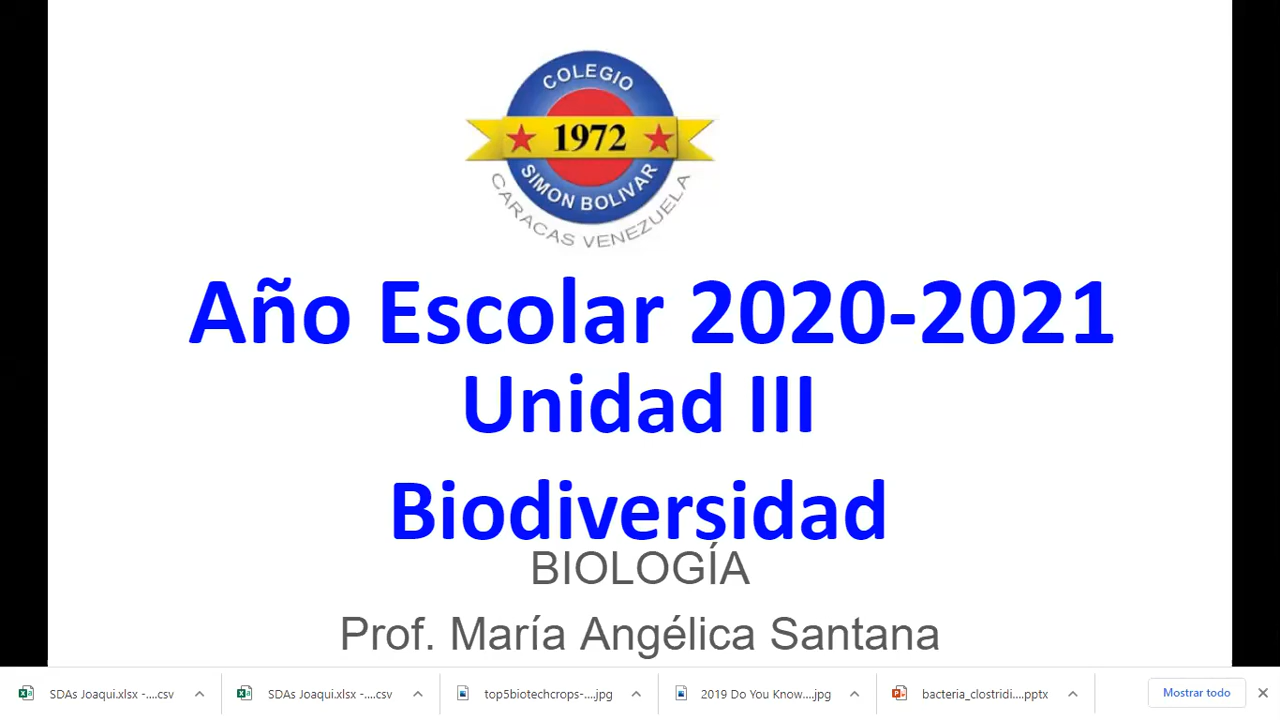 COLEGIO
1972
SIMON BOLIVAR
CARACAS VENEZUELA
Año Escolar 2020-2021
Unidad III
Biodiversidad
BIOLOGÍA
Prof. María Angélica Santana
SDAs Joaqui.xlsx -....csv
SDAs Joaqui.xlsx -....csv
top5biotechcrops-....jpg
2019 Do You Know....jpg
bacteria_clostridi....pptx
Mostrar todo